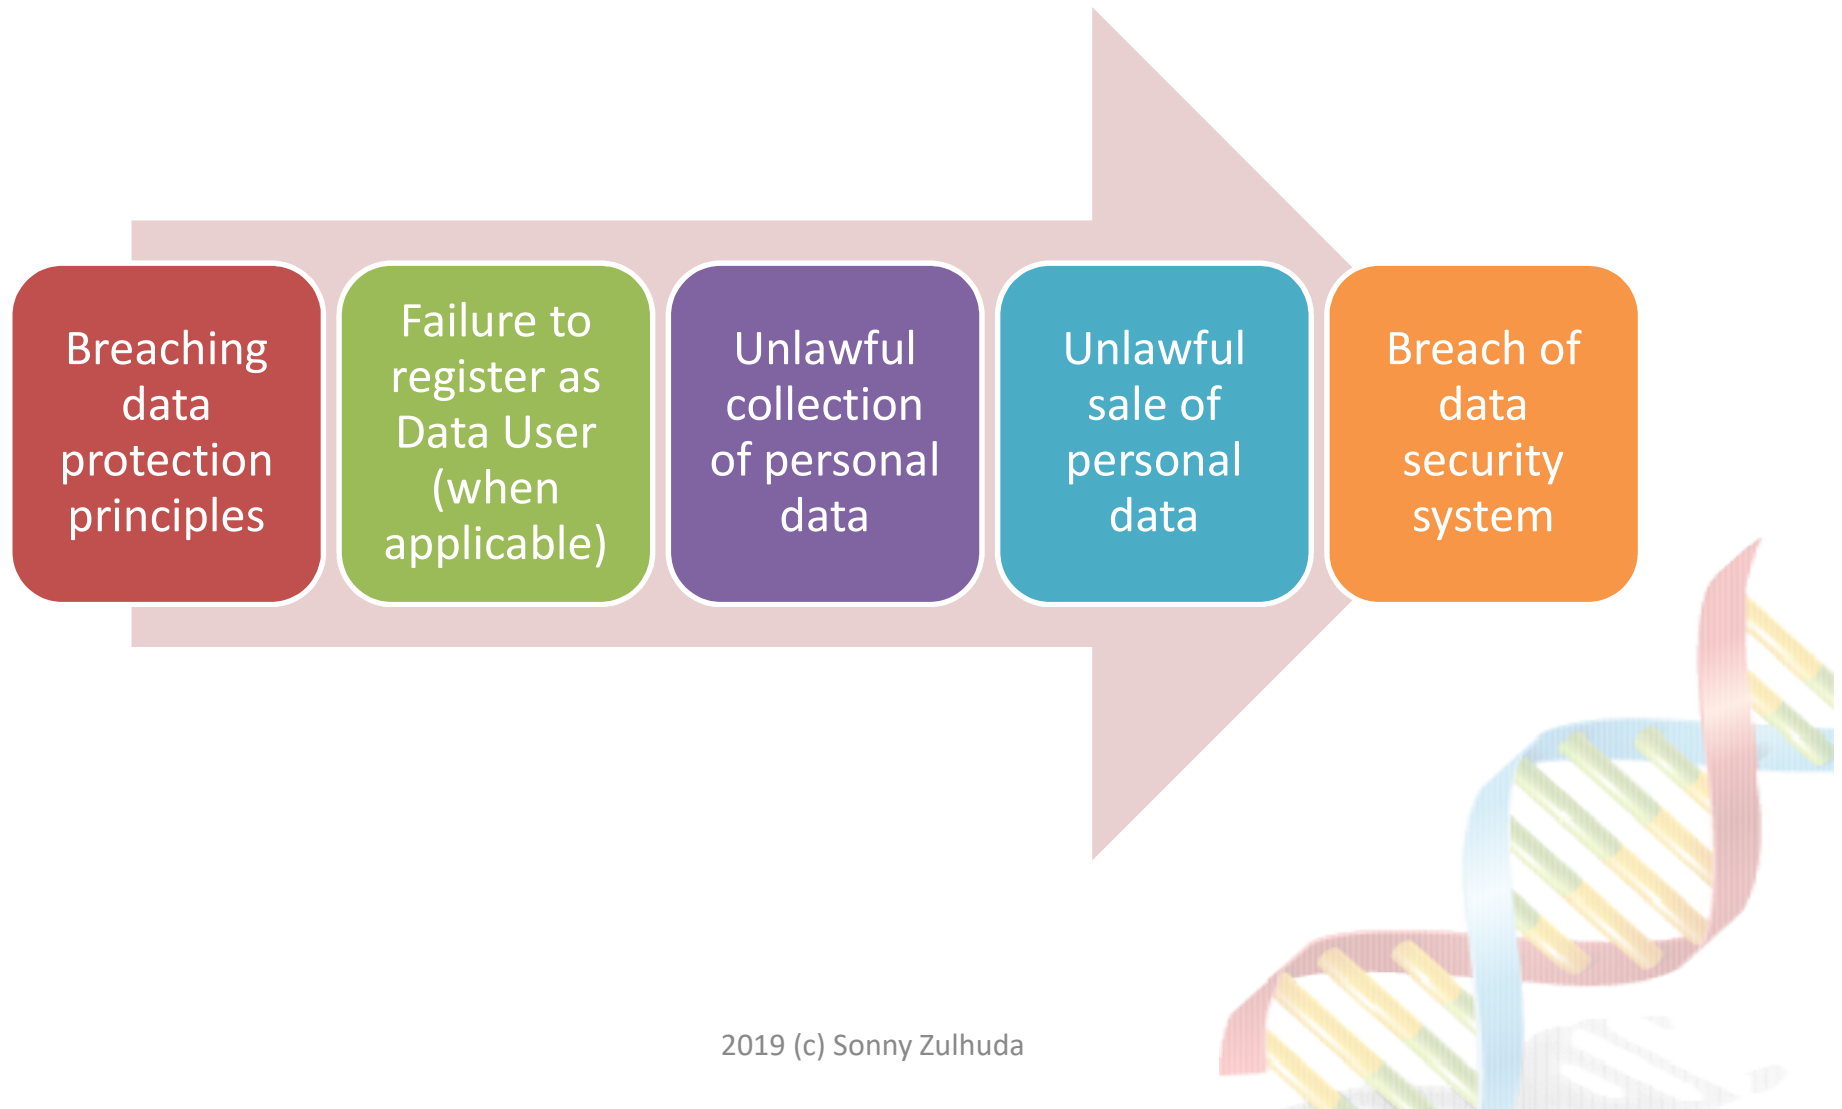 Breaching
data
protection
principles
Failure to
register as
Data User
(when
applicable)
Unlawful
collection
of personal
data
Unlawful
sale of
personal
data
Breach of
data
security
system
2019 (c) Sonny Zulhuda